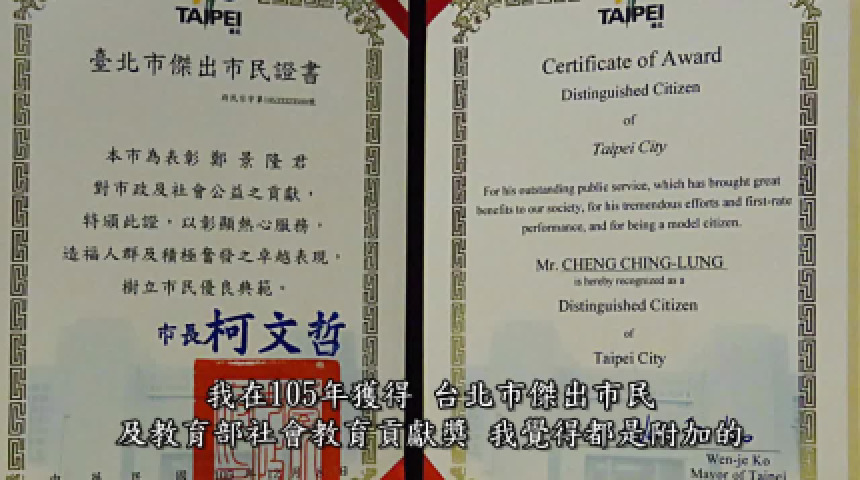 TAIPEI
臺北市傑出市民證書
本市為表彰 鄭景隆君
對市政及社會公益之貢獻，
特頒此證，以彰顯熱心服務，
造福人群及積極奮發之卓越表現，
樹立市民優良典範。
市長 柯文哲
TAIPEI
Certificate of Award
Distinguished Citizen
of
Taipei City
For his outstanding public service, which has brought great
benefits to our society, for his tremendous efforts and first-rate
performance, and for being a model citizen.
Mr. CHENG CHING-LUNG
is hereby recognized as a
Distinguished Citizen
of
Taipei City
Wen-je Ko
Mayor of Taipei
我在105年獲得 台北市傑出市民
及教育部社會教育貢獻獎 我覺得都是附加的